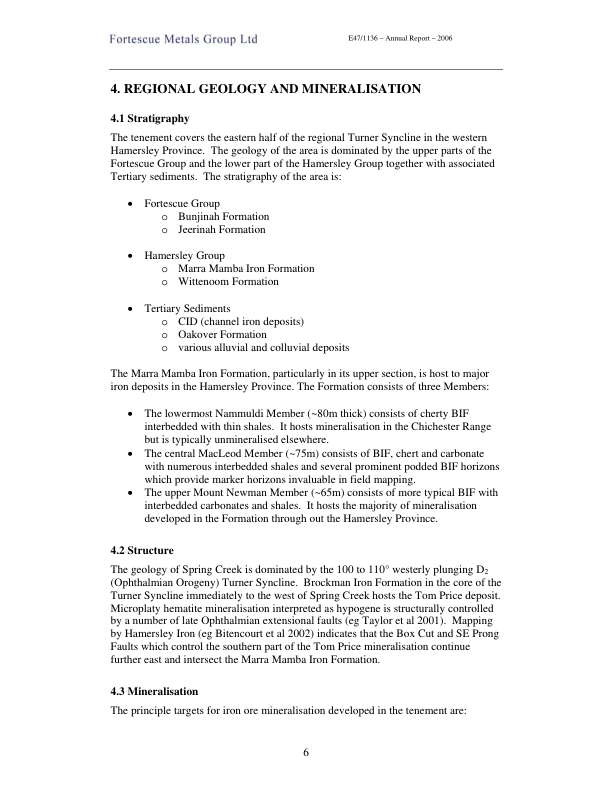 Fortescue Metals Group Ltd
E47/1136 – Annual Report – 2006
4. REGIONAL GEOLOGY AND MINERALISATION
4.1 Stratigraphy
The tenement covers the eastern half of the regional Turner Syncline in the western
Hamersley Province. The geology of the area is dominated by the upper parts of the
Fortescue Group and the lower part of the Hamersley Group together with associated
Tertiary sediments. The stratigraphy of the area is:
• Fortescue Group
o Bunjinah Formation
o Jeerinah Formation
• Hamersley Group
o Marra Mamba Iron Formation
o Wittenoom Formation
• Tertiary Sediments
o CID (channel iron deposits)
o Oakover Formation
o various alluvial and colluvial deposits
The Marra Mamba Iron Formation, particularly in its upper section, is host to major
iron deposits in the Hamersley Province. The Formation consists of three Members:
• The lowermost Nammuldi Member (~80m thick) consists of cherty BIF
interbedded with thin shales. It hosts mineralisation in the Chichester Range
but is typically unmineralised elsewhere.
• The central MacLeod Member (~75m) consists of BIF, chert and carbonate
with numerous interbedded shales and several prominent podded BIF horizons
which provide marker horizons invaluable in field mapping.
• The upper Mount Newman Member (~65m) consists of more typical BIF with
interbedded carbonates and shales. It hosts the majority of mineralisation
developed in the Formation through out the Hamersley Province.
4.2 Structure
The geology of Spring Creek is dominated by the 100 to 110° westerly plunging D₂
(Ophthalmian Orogeny) Turner Syncline. Brockman Iron Formation in the core of the
Turner Syncline immediately to the west of Spring Creek hosts the Tom Price deposit.
Microplaty hematite mineralisation interpreted as hypogene is structurally controlled
by a number of late Ophthalmian extensional faults (eg Taylor et al 2001). Mapping
by Hamersley Iron (eg Bitencourt et al 2002) indicates that the Box Cut and SE Prong
Faults which control the southern part of the Tom Price mineralisation continue
further east and intersect the Marra Mamba Iron Formation.
4.3 Mineralisation
The principle targets for iron ore mineralisation developed in the tenement are:
6